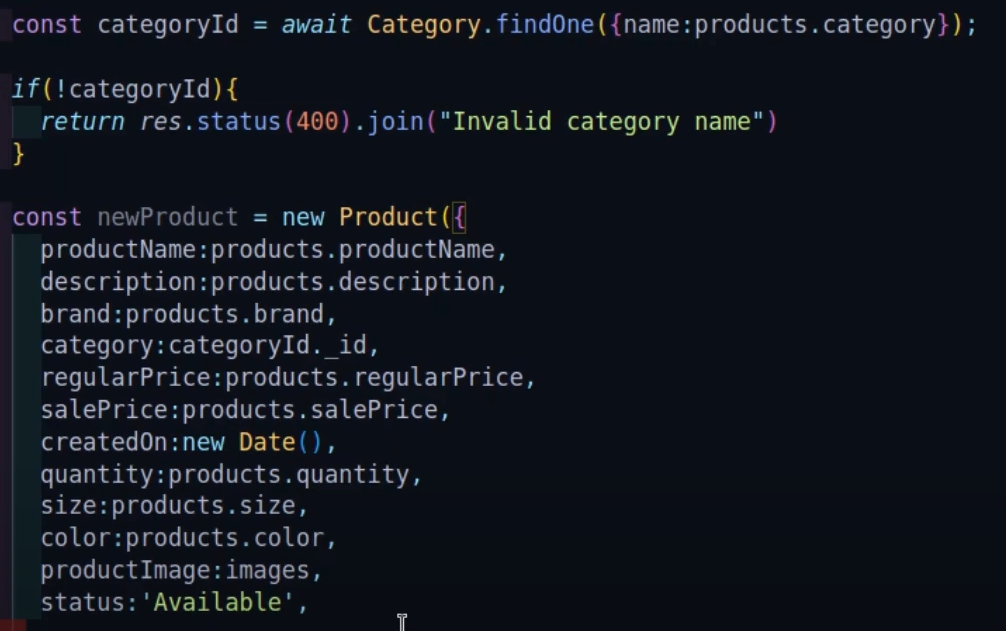 const categoryId = await Category.findOne({name:products.category});
if(!categoryId){
return res.status(400).join("Invalid category name")
}
const newProduct = new Product({
productName:products.productName,
description:products.description,
brand:products.brand,
category:categoryId._id,
regularPrice:products.regularPrice,
salePrice:products.salePrice,
createdOn:new Date(),
quantity:products.quantity,
size:products.size,
color:products.color,
productImage:images,
status:'Available',